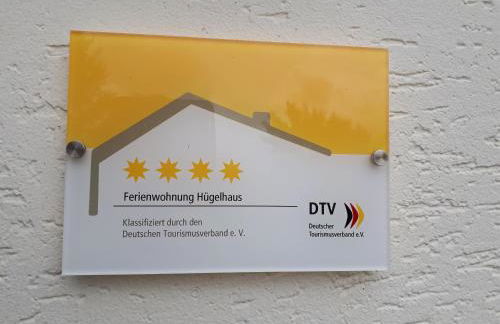 Ferienwohnung Hügelhaus
Klassifiziert durch den
Deutschen Tourismusverband e. V.
DTV
Deutscher
Tourismusverband e.V.